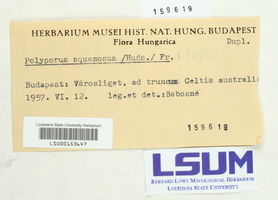 159619
HERBARIUM MUSEI HIST. NAT. HUNG. BUDAPEST
Flora Hungarica Dupl.
Polyporus squamosus /Huds./ Fr.
Budapest: Városliget, ad truncum Celtis australis
1957. VI. 12. leg.et det.:Babosné
159619
Louisiana State University Herbarium
LSU00153647
LSUM
BERNARD LOWY MYCOLOGICAL HERBARIUM
LOUISIANA STATE UNIVERSITY